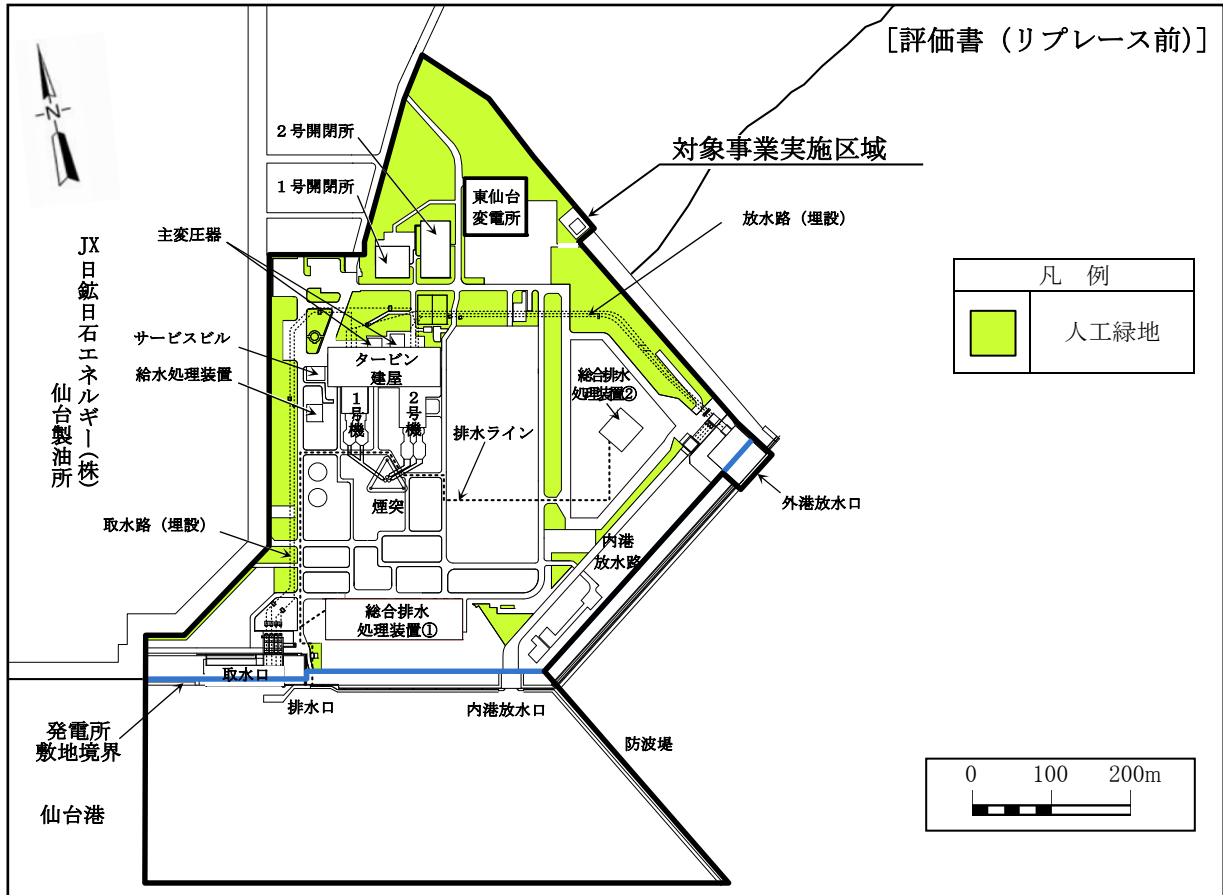 [評価書（リプレース前）]
N
2号開閉所
対象事業実施区域
1号開閉所
東仙台
変電所
放水路（埋設）
主変圧器
JX
日鉱日石エネルギー(株)
仙台製油所
凡 例
人工緑地
サービスビル
タービン
建屋
給水処理装置
総合排水
処理装置②
1号機
2号機
排水ライン
煙突
外港放水口
取水路（埋設）
内港
放水路
総合排水
処理装置①
取水口
排水口
内港放水口
発電所
敷地境界
防波堤
仙台港
0 100 200m